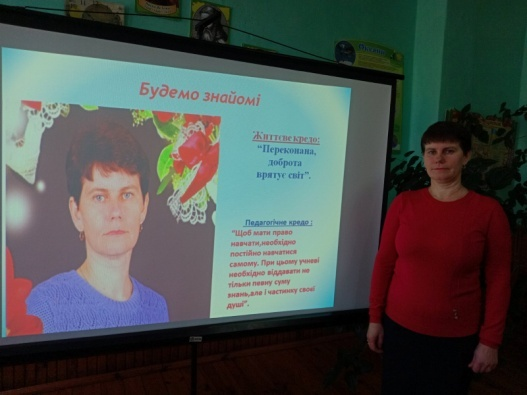 Будемо знайомі
Життєве кредо:
"Переконана,
доброта
врятує світ".
Педагогічне кредо :
"Щоб мати право
навчати,необхідно
постійно навчатися
самому. При цьому учневі
необхідно віддавати не
тільки певну суму
знань,але і частинку своєї
душі".